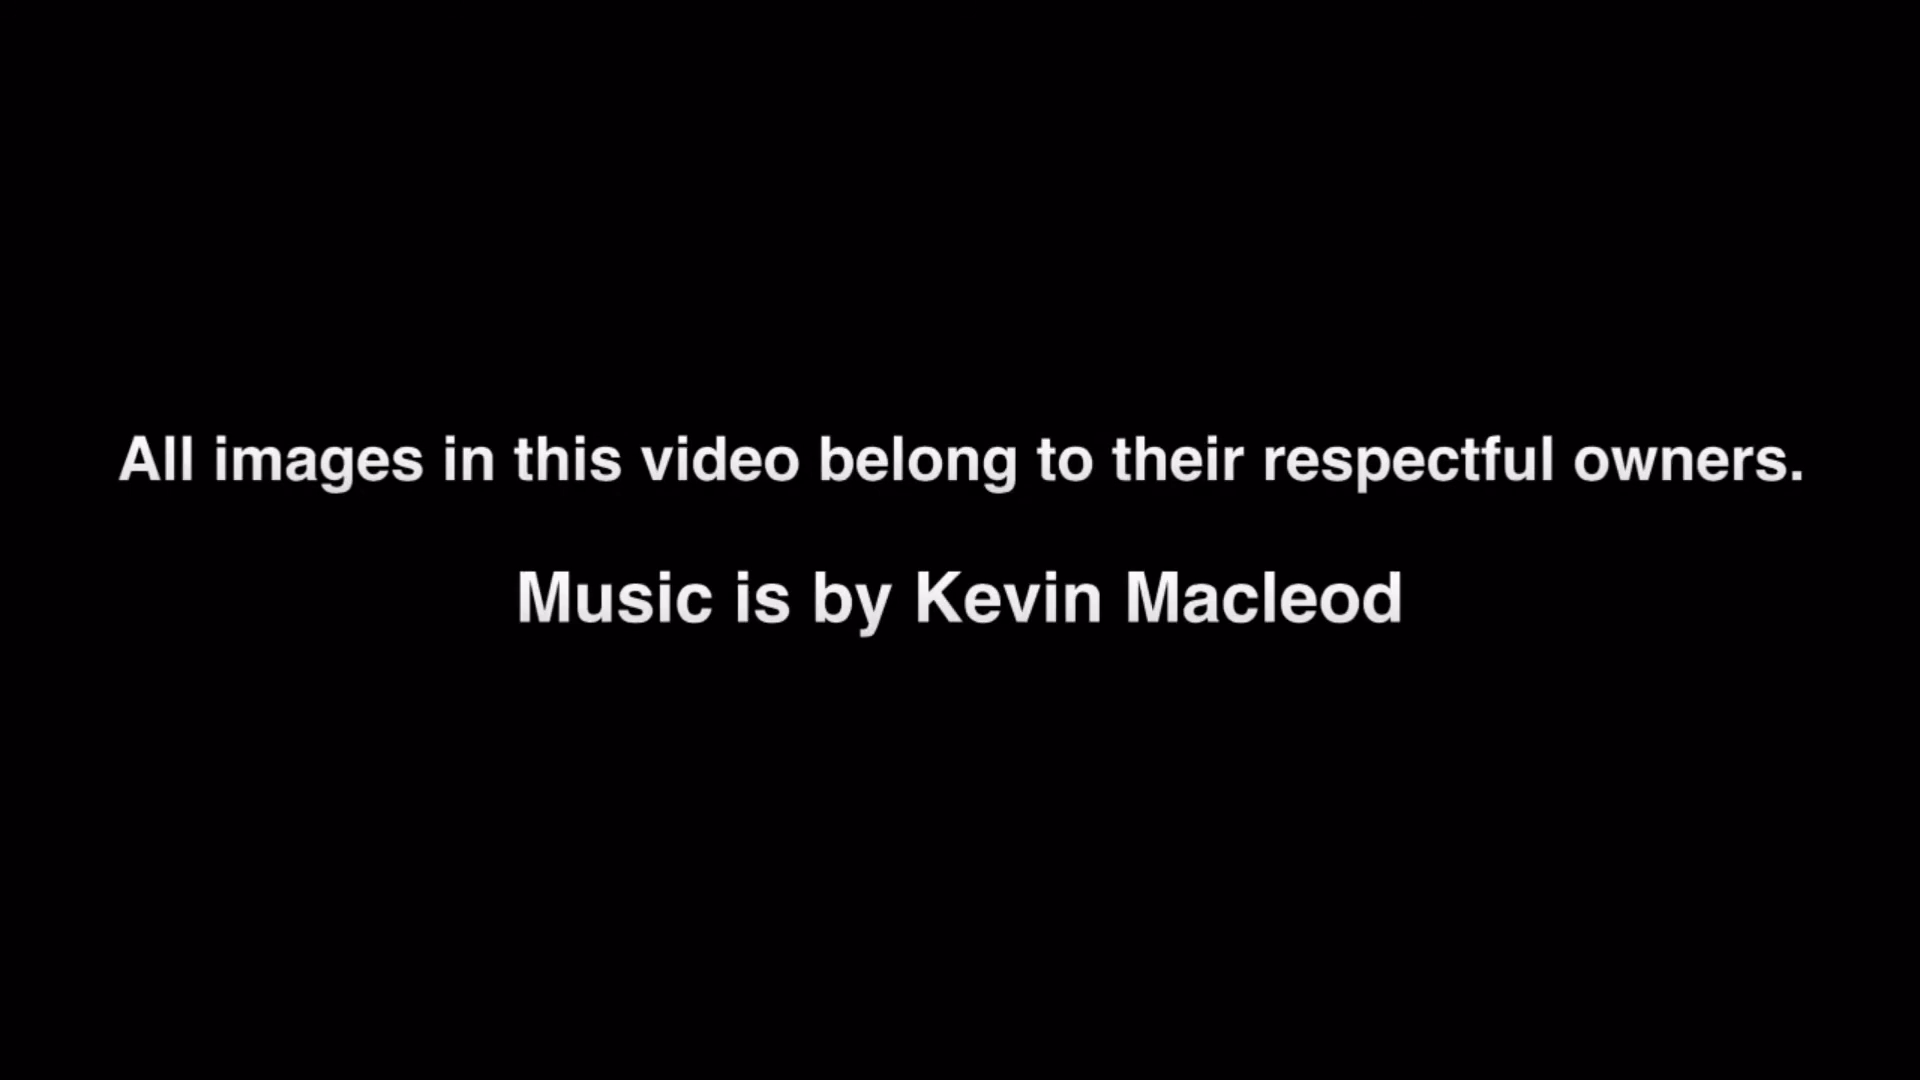 All images in this video belong to their respectful owners.
Music is by Kevin Macleod